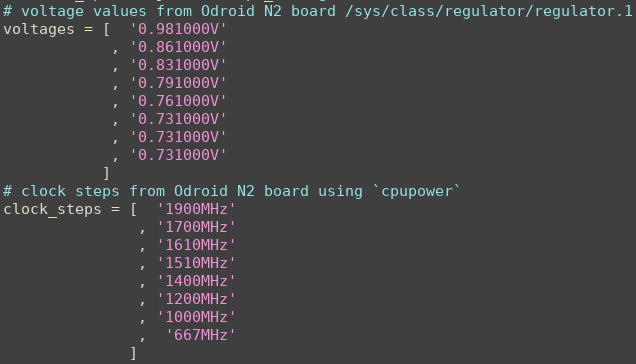 # voltage values from Odroid N2 board /sys/class/regulator/regulator.1
voltages = [  '0.981000V'
            , '0.861000V'
            , '0.831000V'
            , '0.791000V'
            , '0.761000V'
            , '0.731000V'
            , '0.731000V'
            , '0.731000V'
           ]
# clock steps from Odroid N2 board using `cpupower`
clock_steps = [  '1900MHz'
               , '1700MHz'
               , '1610MHz'
               , '1510MHz'
               , '1400MHz'
               , '1200MHz'
               , '1000MHz'
               ,  '667MHz'
              ]